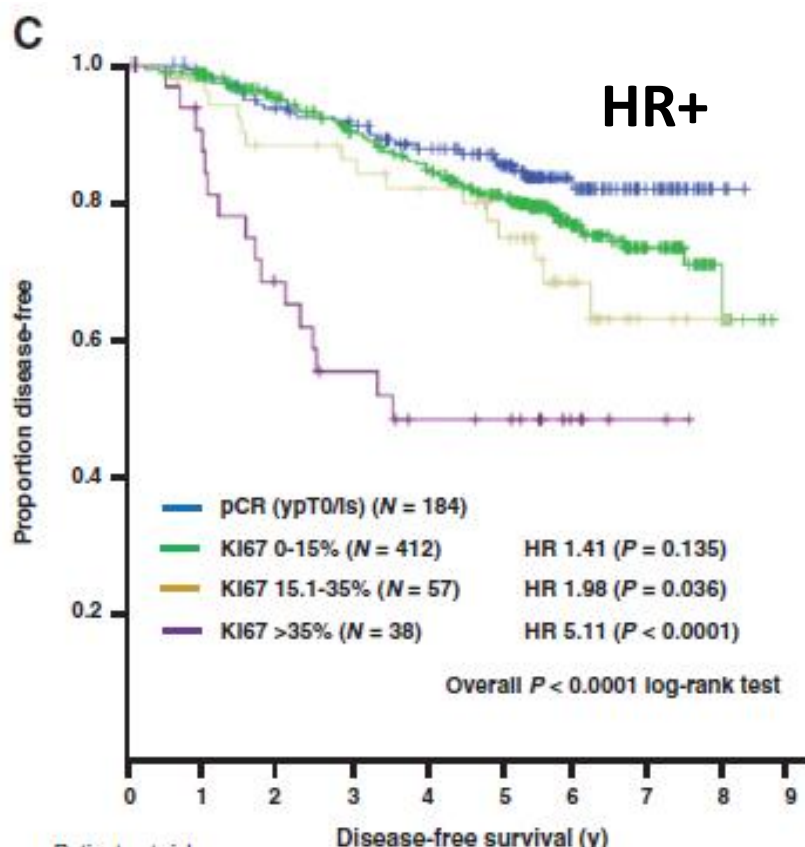 C
HR+
1.0
0.8
0.6
0.4
0.2
Proportion disease-free
pCR (ypT0/Is) (N = 184)
KI67 0-15% (N = 412) HR 1.41 (P = 0.135)
KI67 15.1-35% (N = 57) HR 1.98 (P = 0.036)
KI67 >35% (N = 38) HR 5.11 (P < 0.0001)
Overall P < 0.0001 log-rank test
0 1 2 3 4 5 6 7 8 9
Disease-free survival (y)